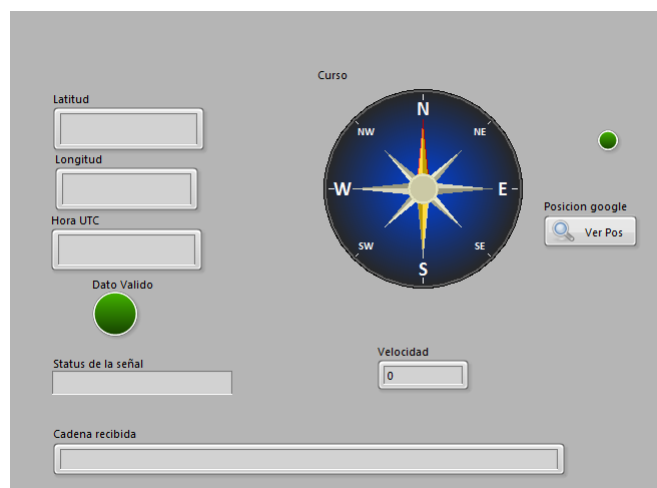 Curso
Latitud
Longitud
Hora UTC
Dato Valido
Status de la señal
Cadena recibida
N
NW
NE
W
E
SW
SE
S
Posicion google
Ver Pos
Velocidad
0